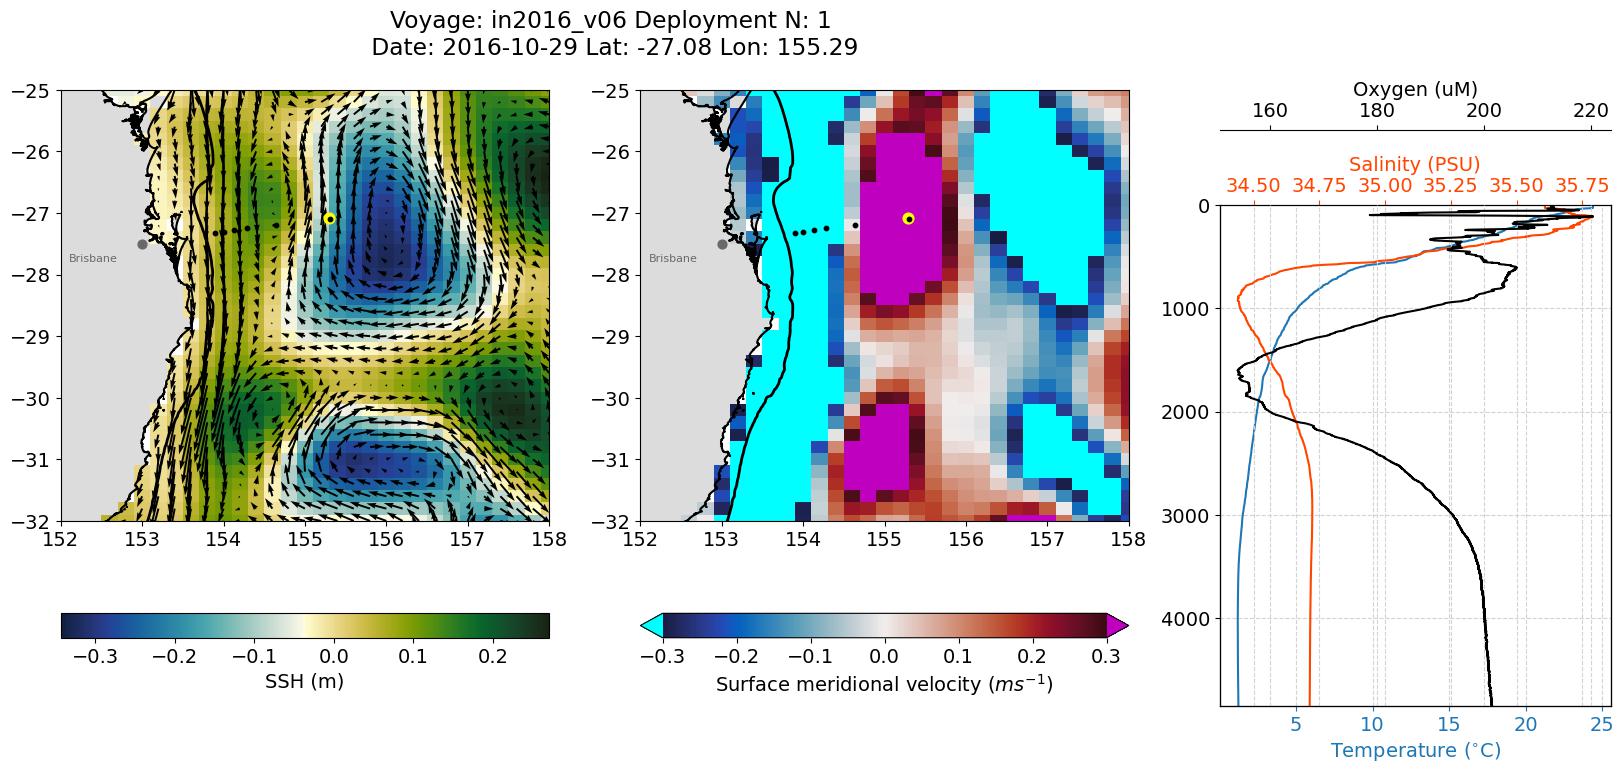 Voyage: in2016_v06 Deployment N: 1
Date: 2016-10-29 Lat: -27.08 Lon: 155.29
−25
−26
−27
−28
−29
−30
−31
−32
Brisbane
152 153 154 155 156 157 158
−0.3 −0.2 −0.1 0.0 0.1 0.2
SSH (m)
−25
−26
−27
−28
−29
−30
−31
−32
Brisbane
152 153 154 155 156 157 158
−0.3 −0.2 −0.1 0.0 0.1 0.2 0.3
Surface meridional velocity (ms⁻¹)
Oxygen (uM)
160 180 200 220
Salinity (PSU)
34.50 34.75 35.00 35.25 35.50 35.75
0
1000
2000
3000
4000
5 10 15 20 25
Temperature (°C)